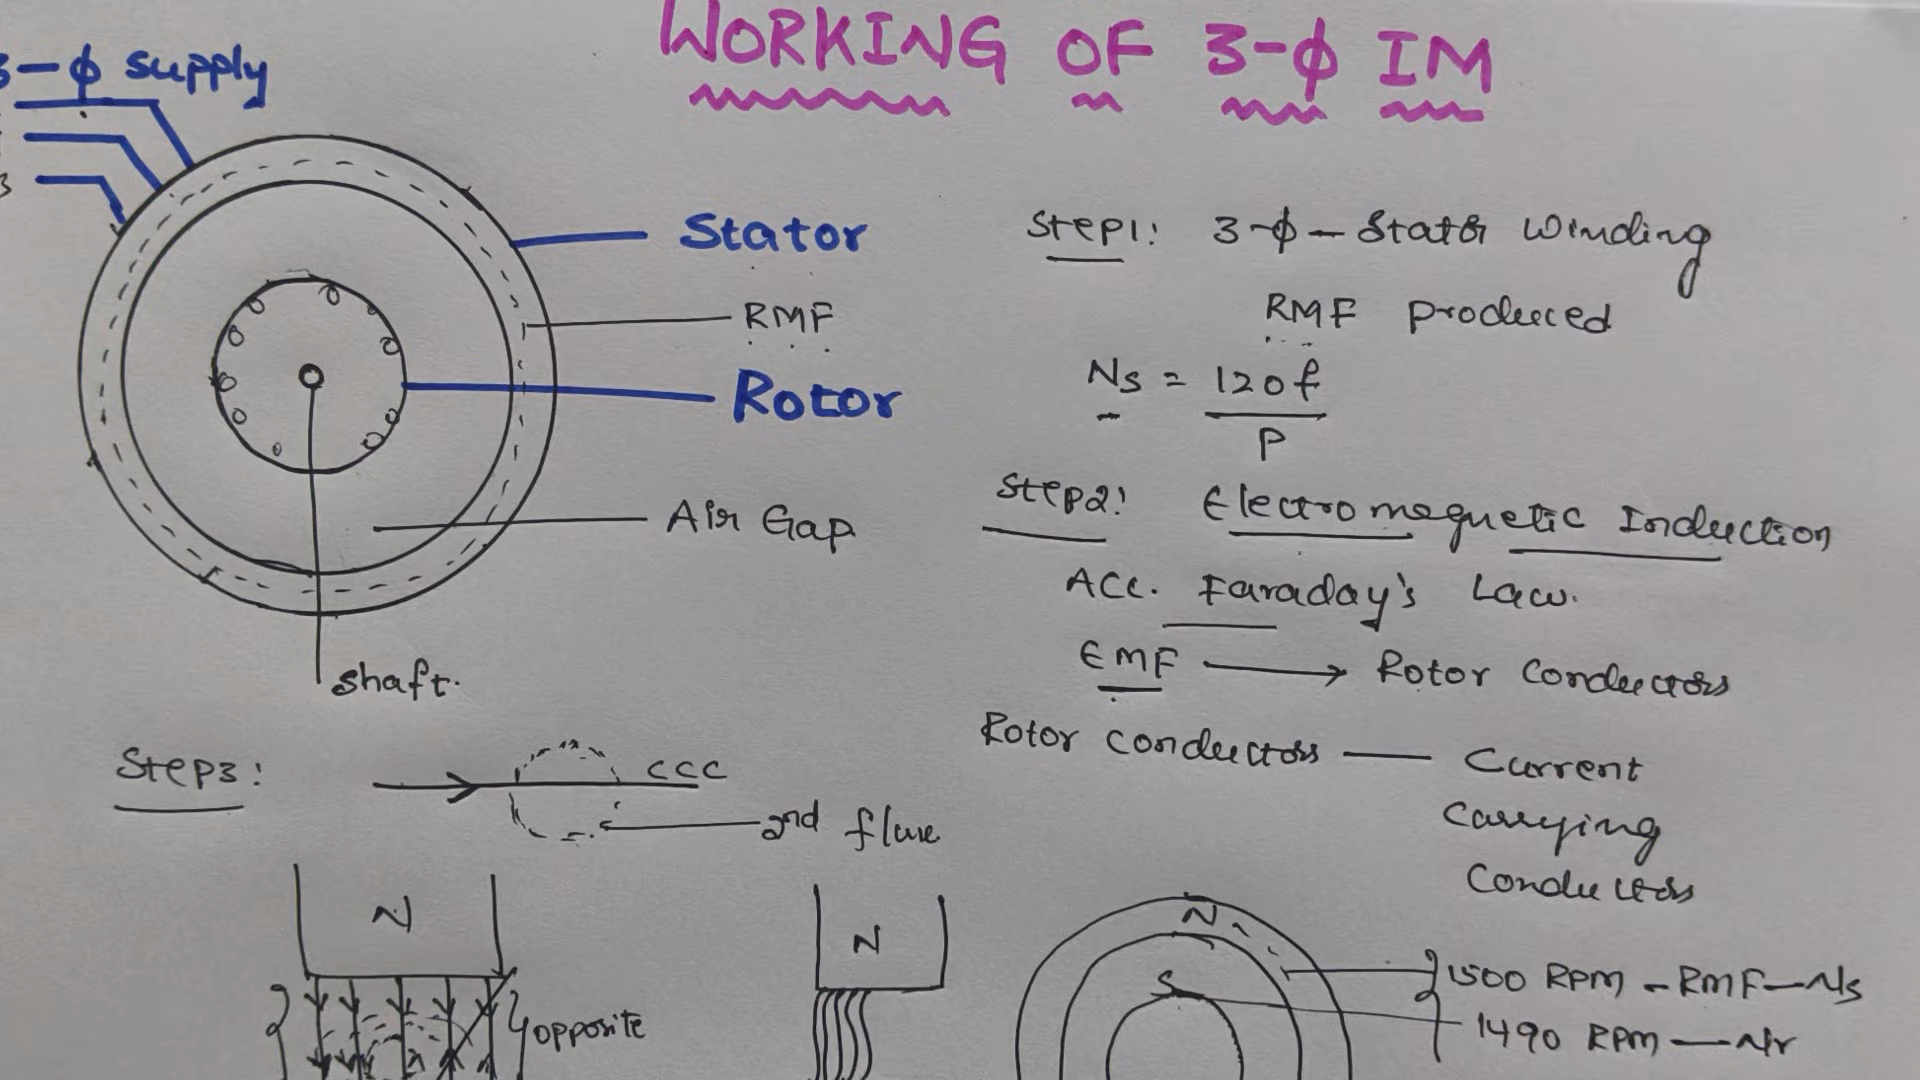 WORKING OF 3-ф IM
3-ф supply
3
Stator
RMF
Rotor
Air Gap
shaft.
Step1: 3-ф - Stator Winding
RMF produced
Ns = 120f
P
Step2: Electromegnetic Induction
Acc. Faraday's Law.
EMF → Rotor Conductors
Rotor conductors — Current
Carrying
Conductors
Step3:
CCC
2nd flux
N
opposite
N
N
S
1500 RPM - RMF - Ns
1490 RPM - Nr